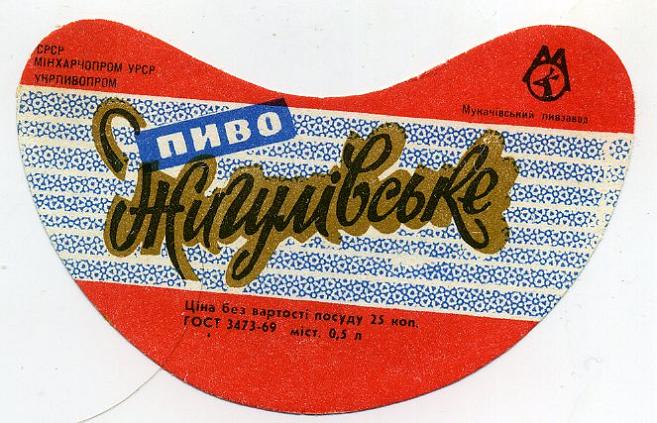 СРСР
МІНХАРЧОПРОМ УРСР
УКРПИВОПРОМ
Мукачівський пивзавод
ПИВО
Жигулівське
Ціна без вартості посуду 25 коп.
ГОСТ 3473-69 міст. 0,5 л